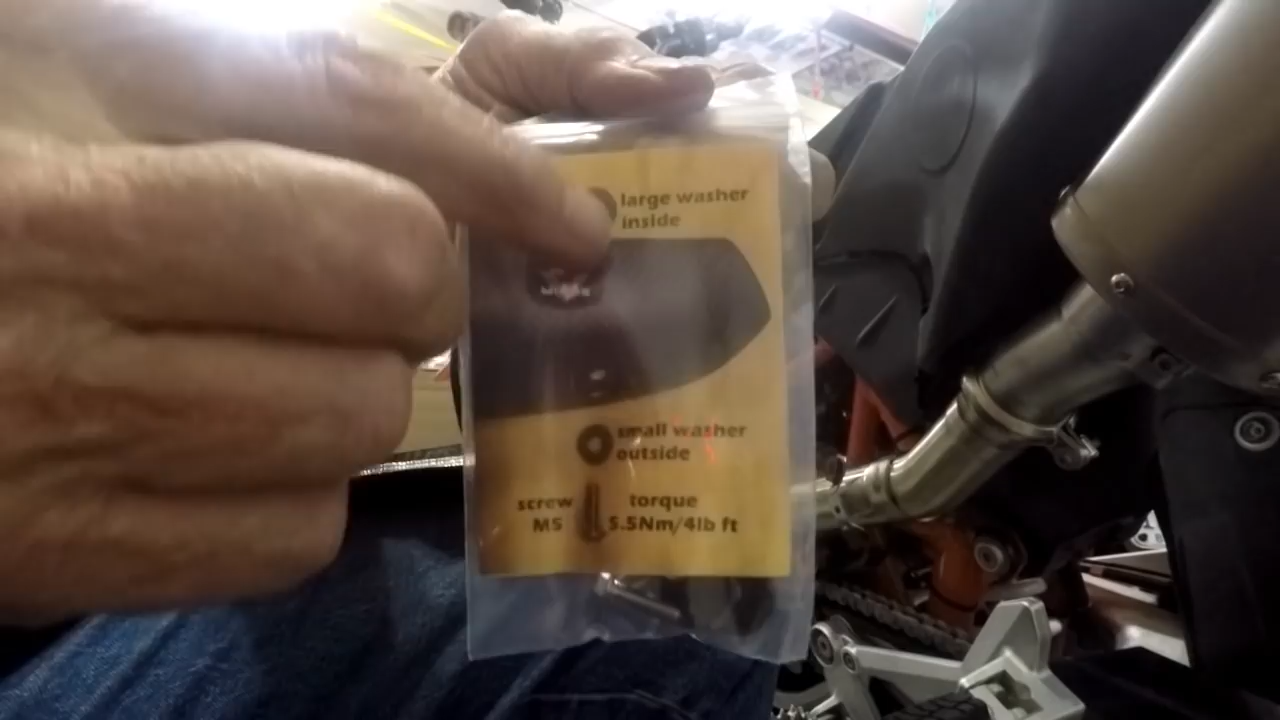 large washer
inside
small washer
outside
screw
M5
torque
5.5Nm/4lb ft